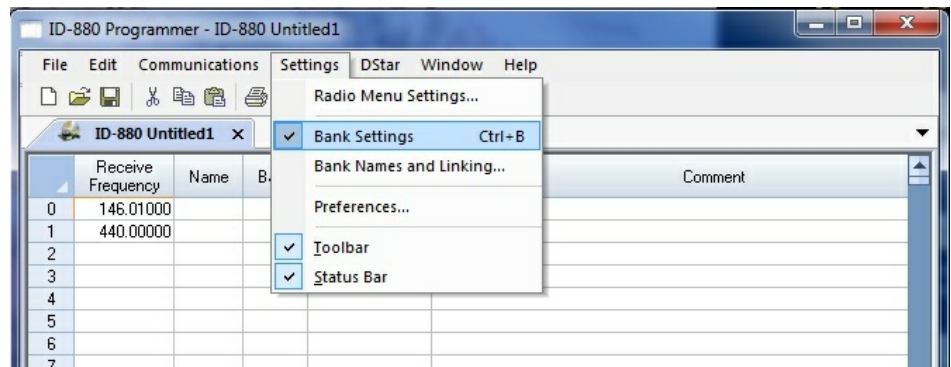 ID-880 Programmer - ID-880 Untitled1
File Edit Communications Settings DStar Window Help
Radio Menu Settings...
ID-880 Untitled1 X
Bank Settings Ctrl+B
Bank Names and Linking...
Receive Frequency Name Comment
Preferences...
0 146.01000
1 440.00000
2
Toolbar
3
Status Bar
4
5
6
7